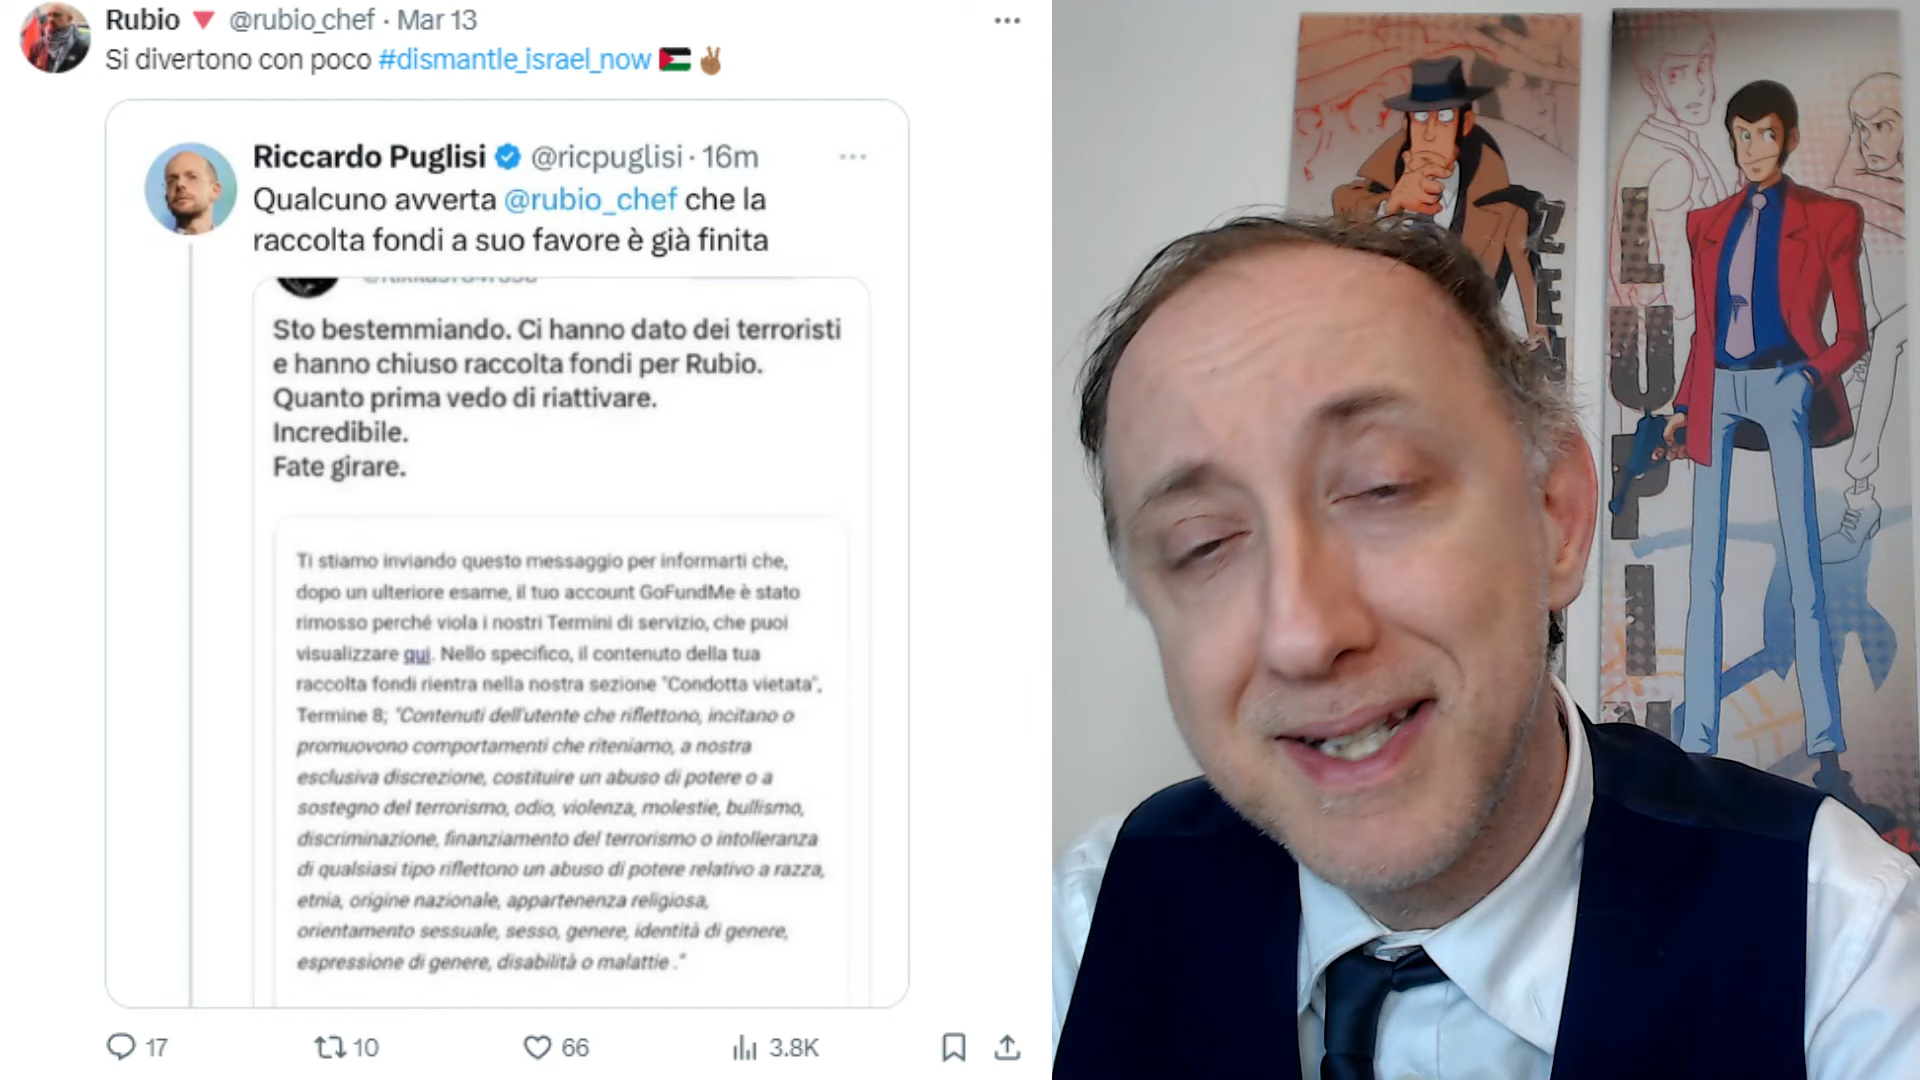 Rubio @rubio_chef · Mar 13
Si divertono con poco #dismantle_israel_now
Riccardo Puglisi @ricpuglisi · 16m
Qualcuno avverta @rubio_chef che la
raccolta fondi a suo favore è già finita
Sto bestemmiando. Ci hanno dato dei terroristi
e hanno chiuso raccolta fondi per Rubio.
Quanto prima vedo di riattivare.
Incredibile.
Fate girare.
Ti stiamo inviando questo messaggio per informarti che,
dopo un ulteriore esame, il tuo account GoFundMe è stato
rimosso perché viola i nostri Termini di servizio, che puoi
visualizzare qui. Nello specifico, il contenuto della tua
raccolta fondi rientra nella nostra sezione "Condotta vietata",
Termine 8; "Contenuti dell'utente che riflettono, incitano o
promuovono comportamenti che riteniamo, a nostra
esclusiva discrezione, costituire un abuso di potere o a
sostegno del terrorismo, odio, violenza, molestie, bullismo,
discriminazione, finanziamento del terrorismo o intolleranza
di qualsiasi tipo riflettono un abuso di potere relativo a razza,
etnia, origine nazionale, appartenenza religiosa,
orientamento sessuale, sesso, genere, identità di genere,
espressione di genere, disabilità o malattie ."
17 10 66 3.8K
LUPIN